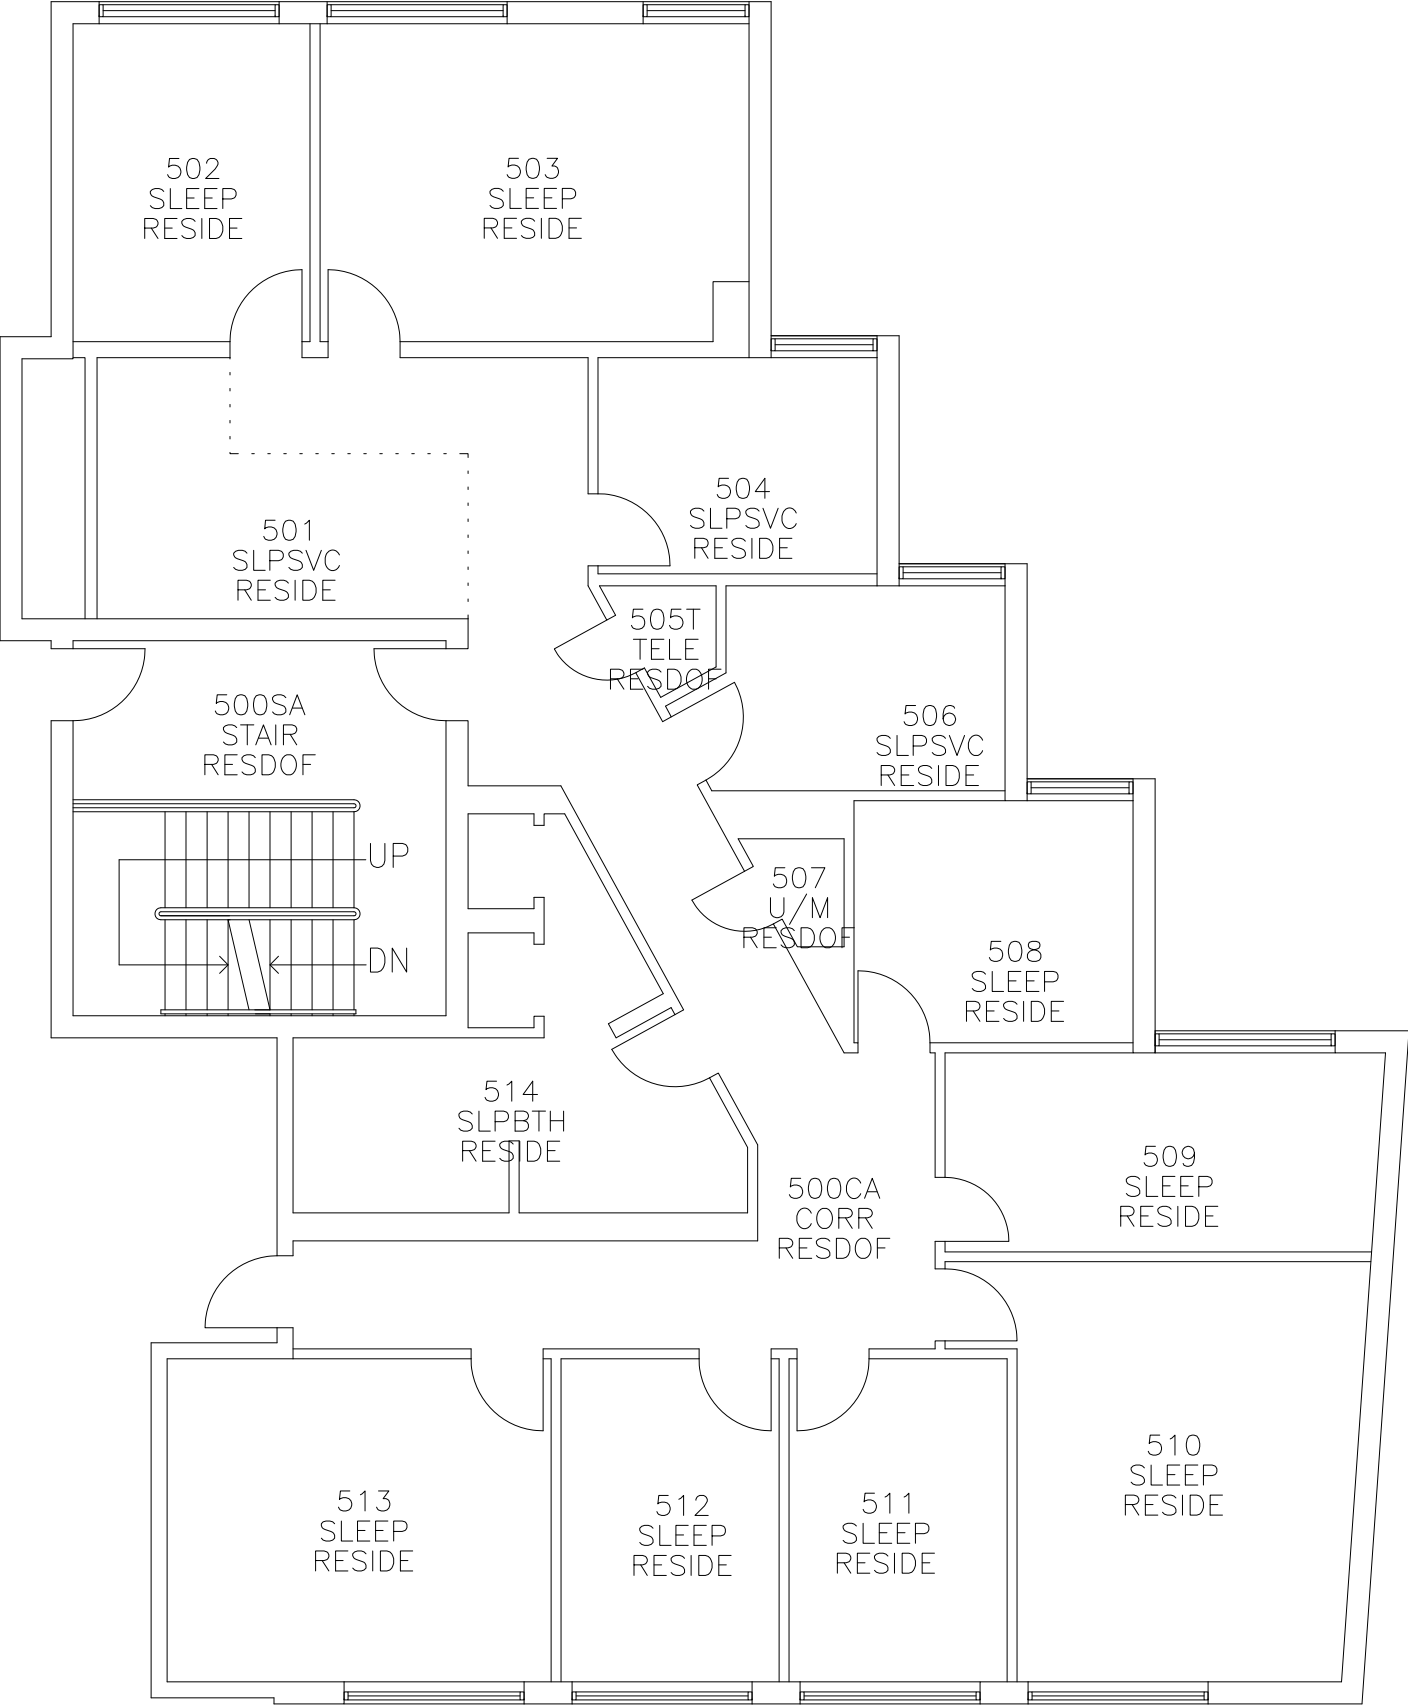 502
SLEEP
RESIDE
503
SLEEP
RESIDE
504
SLPSVC
RESIDE
501
SLPSVC
RESIDE
505T
TELE
RESDOF
500SA
STAIR
RESDOF
506
SLPSVC
RESIDE
UP
507
U/M
RESDOF
DN
508
SLEEP
RESIDE
514
SLPBTH
RESIDE
509
SLEEP
RESIDE
500CA
CORR
RESDOF
510
SLEEP
RESIDE
513
SLEEP
RESIDE
512
SLEEP
RESIDE
511
SLEEP
RESIDE